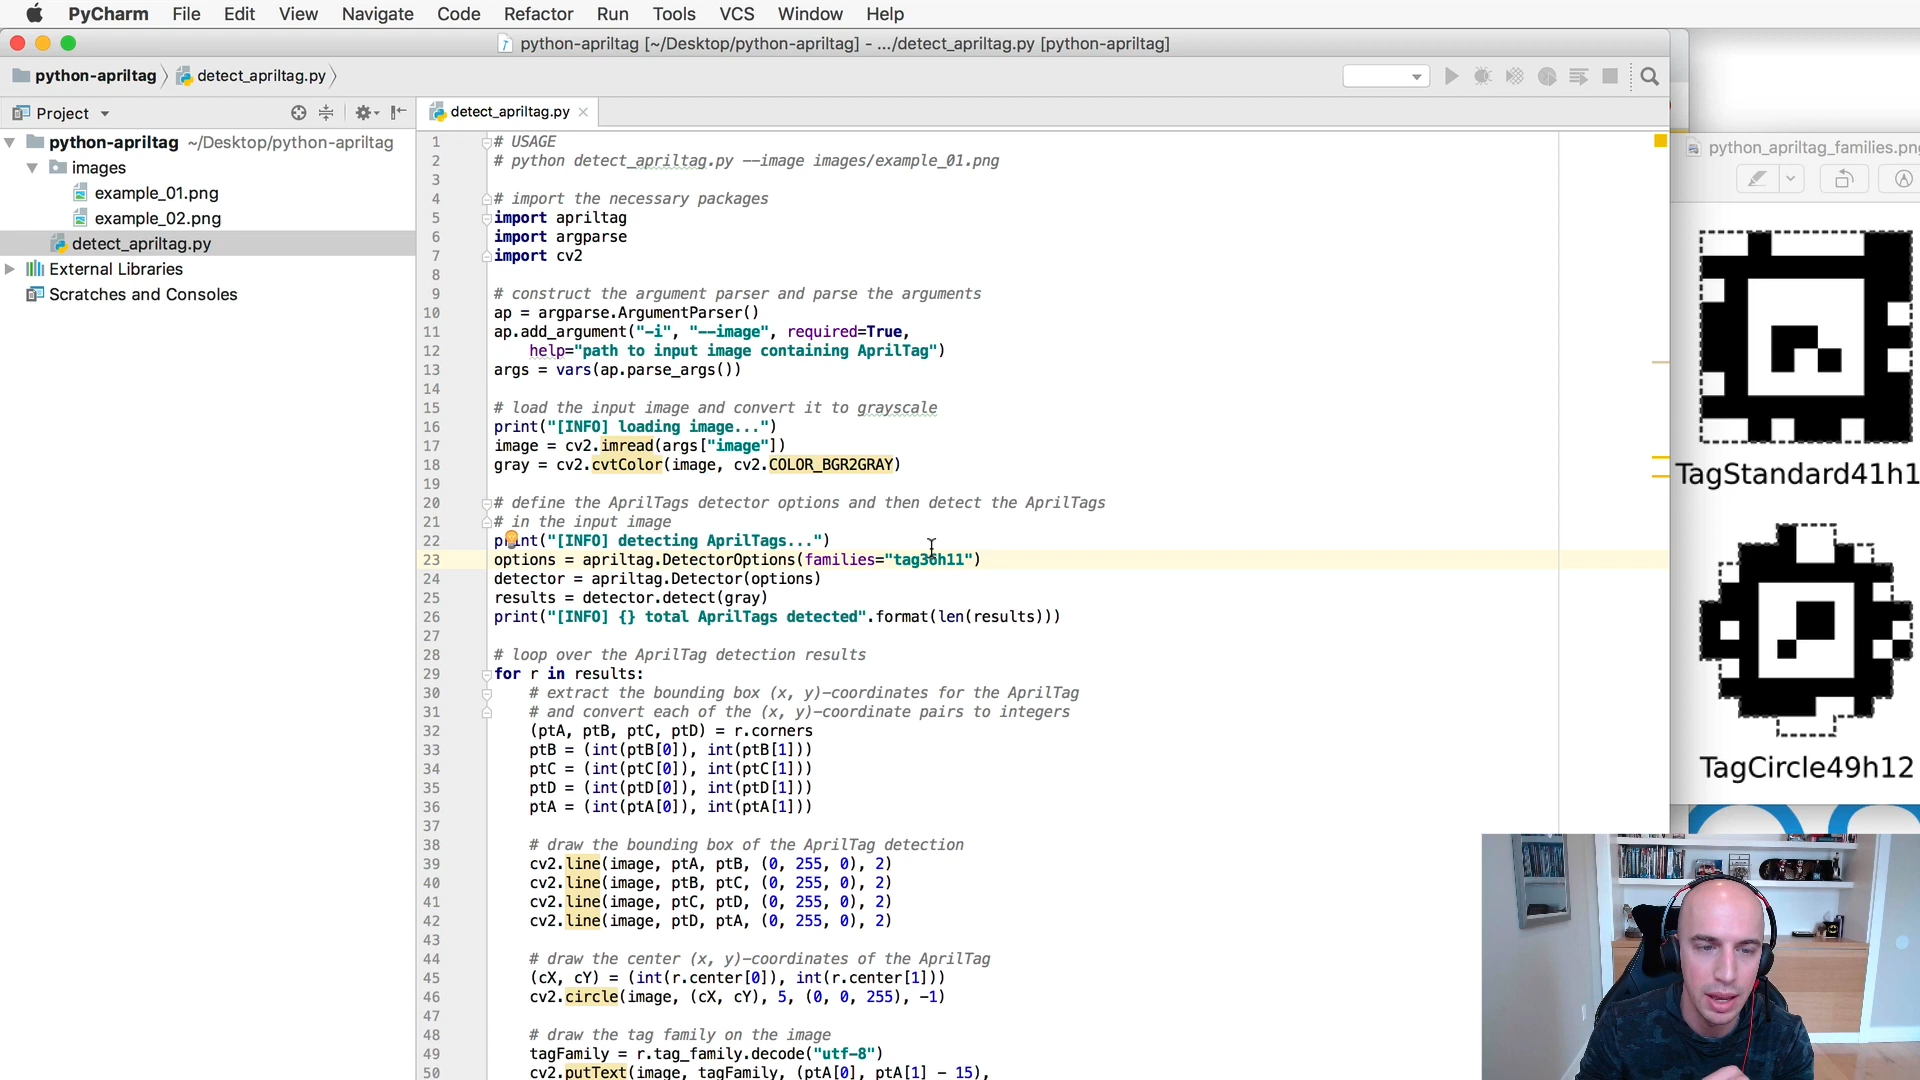 PyCharm File Edit View Navigate Code Refactor Run Tools VCS Window Help
python-apriltag [~/Desktop/python-apriltag] - .../detect_apriltag.py [python-apriltag]
python-apriltag detect_apriltag.py
Project
python-apriltag ~/Desktop/python-apriltag
images
example_01.png
example_02.png
detect_apriltag.py
External Libraries
Scratches and Consoles
detect_apriltag.py
1 # USAGE
2 # python detect_apriltag.py --image images/example_01.png
3
4 # import the necessary packages
5 import apriltag
6 import argparse
7 import cv2
8
9 # construct the argument parser and parse the arguments
10 ap = argparse.ArgumentParser()
11 ap.add_argument("-i", "--image", required=True,
12 help="path to input image containing AprilTag")
13 args = vars(ap.parse_args())
14
15 # load the input image and convert it to grayscale
16 print("[INFO] loading image...")
17 image = cv2.imread(args["image"])
18 gray = cv2.cvtColor(image, cv2.COLOR_BGR2GRAY)
19
20 # define the AprilTags detector options and then detect the AprilTags
21 # in the input image
22 print("[INFO] detecting AprilTags...")
23 options = apriltag.DetectorOptions(families="tag36h11")
24 detector = apriltag.Detector(options)
25 results = detector.detect(gray)
26 print("[INFO] {} total AprilTags detected".format(len(results)))
27
28 # loop over the AprilTag detection results
29 for r in results:
30 # extract the bounding box (x, y)-coordinates for the AprilTag
31 # and convert each of the (x, y)-coordinate pairs to integers
32 (ptA, ptB, ptC, ptD) = r.corners
33 ptB = (int(ptB[0]), int(ptB[1]))
34 ptC = (int(ptC[0]), int(ptC[1]))
35 ptD = (int(ptD[0]), int(ptD[1]))
36 ptA = (int(ptA[0]), int(ptA[1]))
37
38 # draw the bounding box of the AprilTag detection
39 cv2.line(image, ptA, ptB, (0, 255, 0), 2)
40 cv2.line(image, ptB, ptC, (0, 255, 0), 2)
41 cv2.line(image, ptC, ptD, (0, 255, 0), 2)
42 cv2.line(image, ptD, ptA, (0, 255, 0), 2)
43
44 # draw the center (x, y)-coordinates of the AprilTag
45 (cX, cY) = (int(r.center[0]), int(r.center[1]))
46 cv2.circle(image, (cX, cY), 5, (0, 0, 255), -1)
47
48 # draw the tag family on the image
49 tagFamily = r.tag_family.decode("utf-8")
50 cv2.putText(image, tagFamily, (ptA[0], ptA[1] - 15),
python_apriltag_families.pn
TagStandard41h1
TagCircle49h12